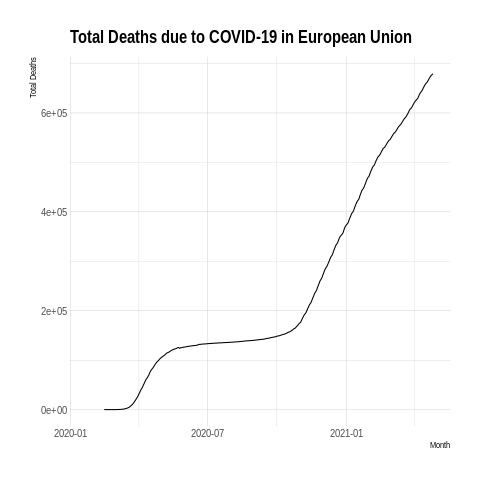 Total Deaths due to COVID-19 in European Union
Total Deaths
6e+05
4e+05
2e+05
0e+00
2020-01 2020-07 2021-01
Month